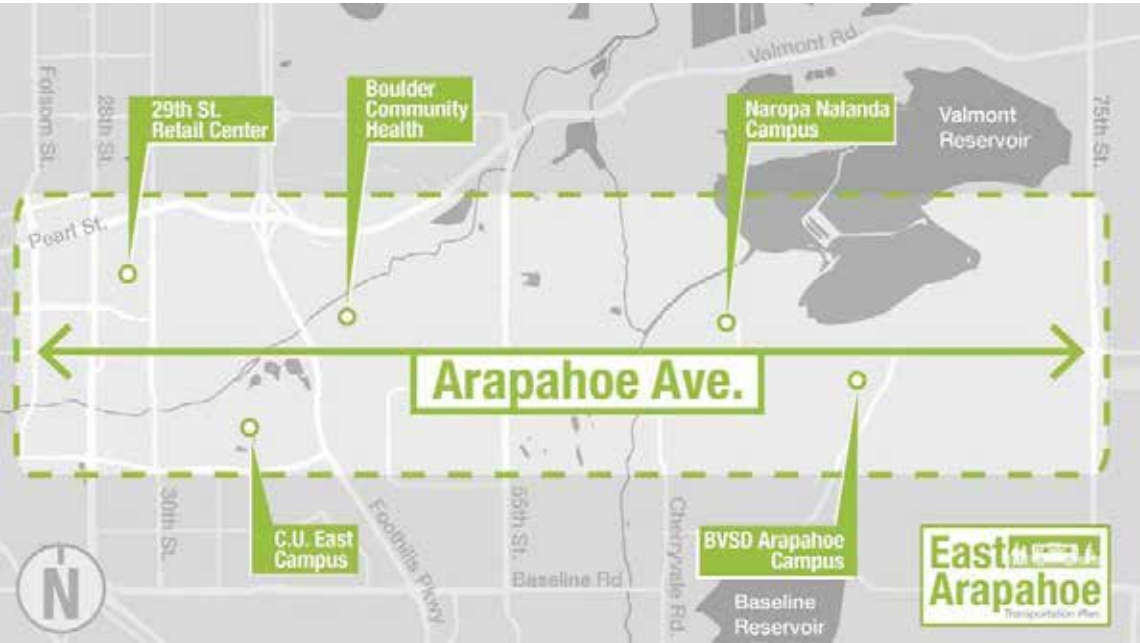 Valmont Rd
Folsom St.
28th St.
29th St.
Retail Center
Boulder
Community
Health
Naropa Nalanda
Campus
Valmont
Reservoir
75th St.
Pearl St.
Arapahoe Ave.
30th St.
C.U. East
Campus
Foothills Pkwy
55th St.
Baseline Rd
Cherryvale Rd.
BVSD Arapahoe
Campus
Baseline
Reservoir
N
East
Arapahoe
Transportation Plan